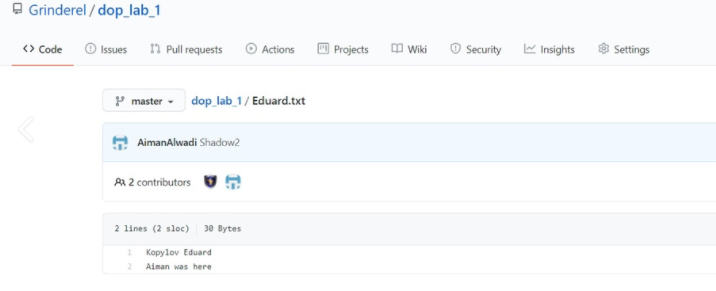 Grinderel / dop_lab_1
<> Code Issues Pull requests Actions Projects Wiki Security Insights Settings
master dop_lab_1 / Eduard.txt
AimanAlwadi Shadow2
2 contributors
2 lines (2 sloc) 30 Bytes
1 Kopylov Eduard
2 Aiman was here